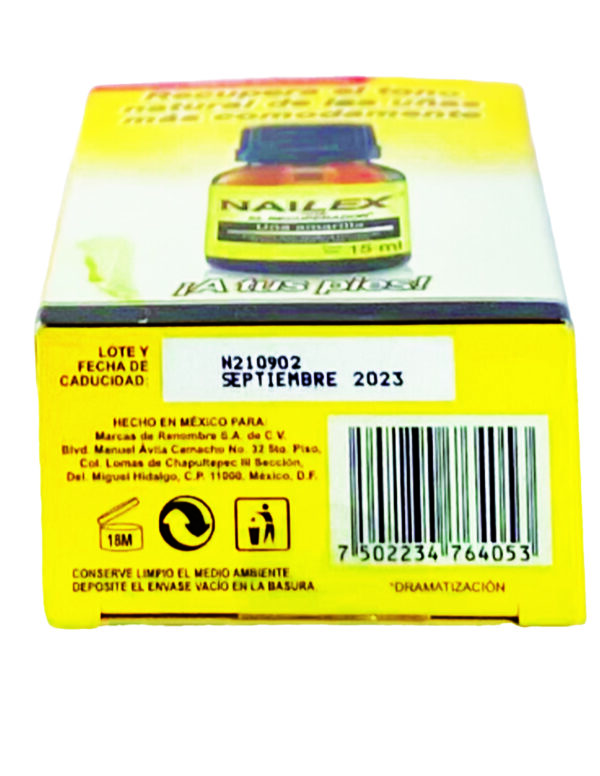 Recupera el tono
natural de las uñas
más comodamente
NAILEX
EL RECUPERADOR
Uña amarilla
15 ml
¡A tus pies!
LOTE Y
FECHA DE
CADUCIDAD:
N210902
SEPTIEMBRE 2023
HECHO EN MÉXICO PARA:
Marcas de Renombre S.A. de C.V.
Blvd. Manuel Ávila Camacho No. 32 5to. Piso,
Col. Lomas de Chapultepec III Sección,
Del. Miguel Hidalgo, C.P. 11000, México, D.F.
18M
CONSERVE LIMPIO EL MEDIO AMBIENTE
DEPOSITE EL ENVASE VACÍO EN LA BASURA
7 502234 764053
*DRAMATIZACIÓN